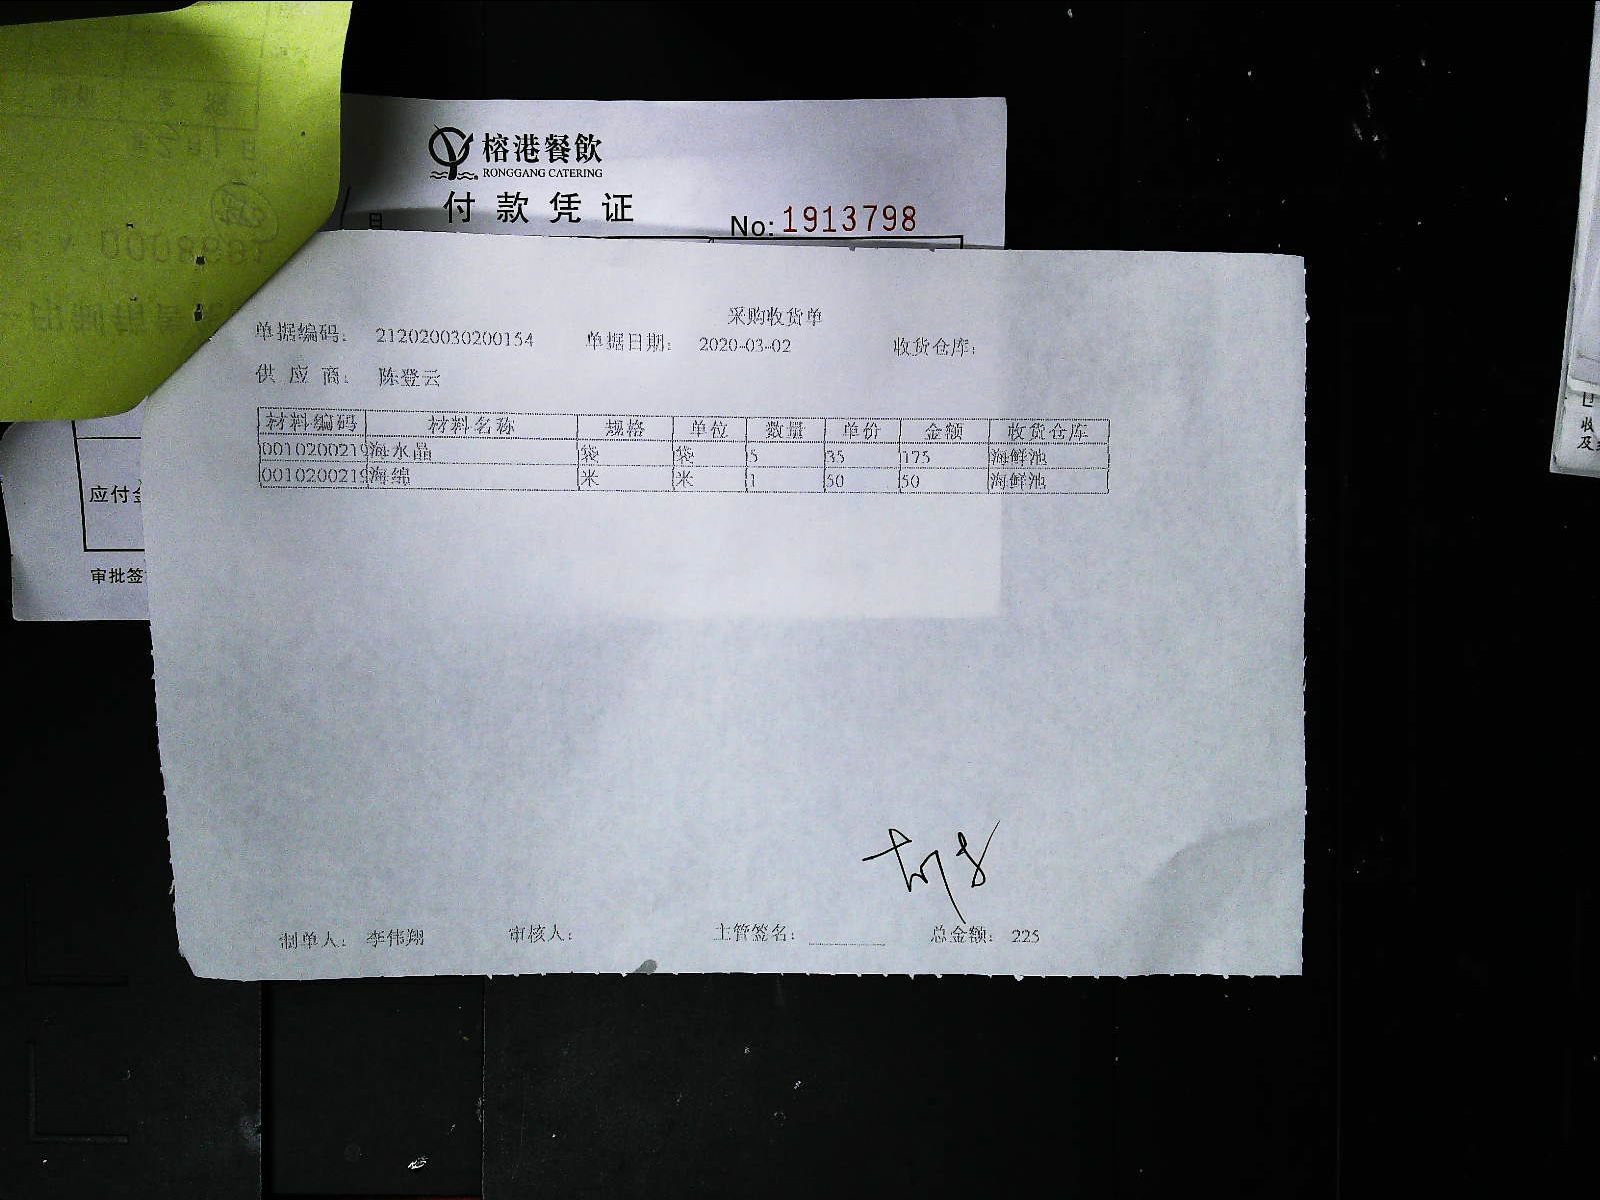 榕港餐飲
RONGGANG CATERING
日 付款凭证
No: 1913798
采购收货单
单据编码: 212020030200154 单据日期: 2020-03-02 收货仓库:
供应商: 陈登云
材料编码 材料名称 规格 单位 数量 单价 金额 收货仓库
0010200219 海水晶 袋 袋 5 35 175 海鲜池
0010200219 海绵 米 米 1 50 50 海鲜池
应付金
审批签
制单人: 李伟翔 审核人: 主管签名: 总金额: 225
收
及